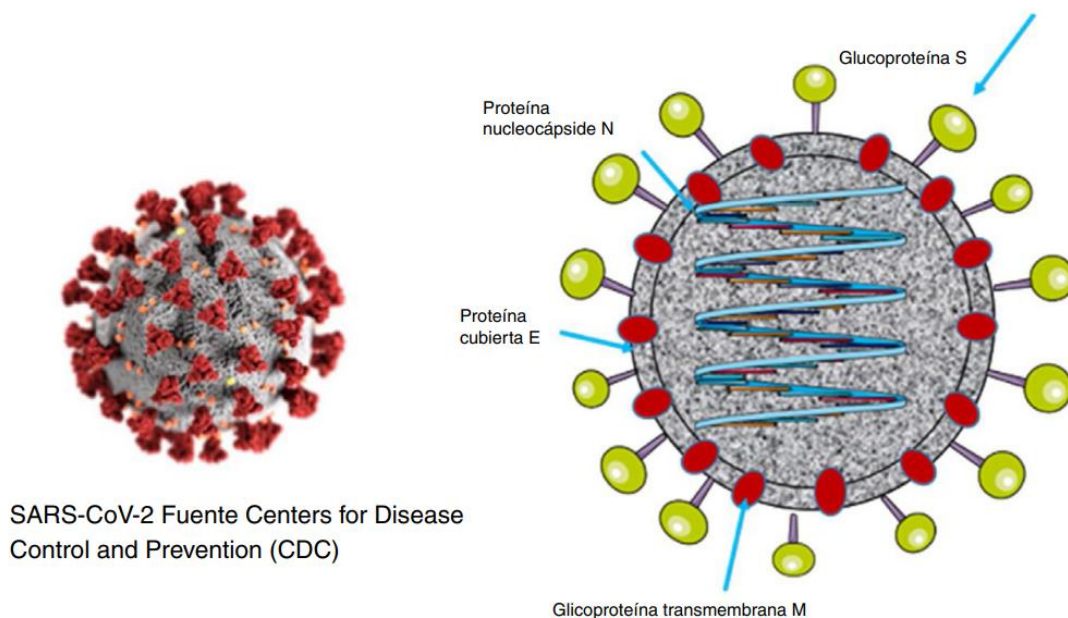 Glucoproteína S
Proteína
nucleocápside N
Proteína
cubierta E
SARS-CoV-2 Fuente Centers for Disease
Control and Prevention (CDC)
Glicoproteína transmembrana M